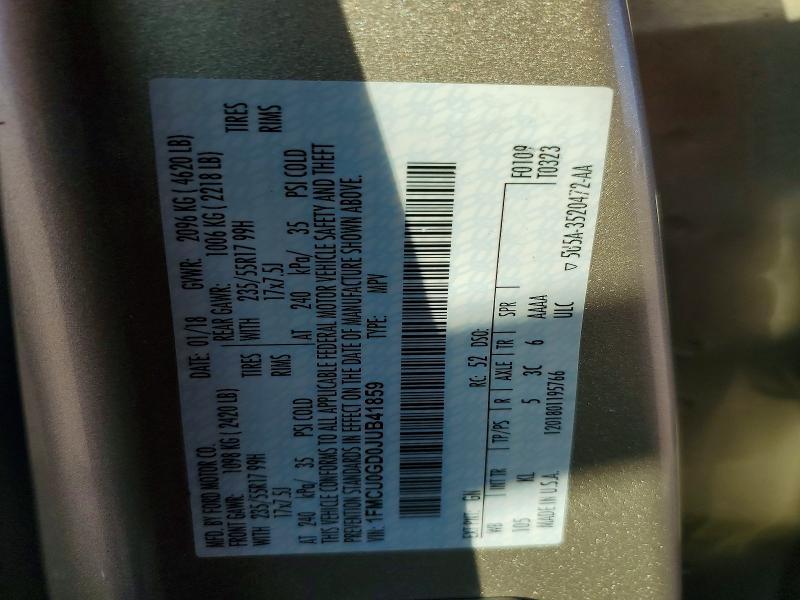 MFD. BY FORD MOTOR CO.
DATE: 01/18 GVWR: 2096 KG ( 4620 LB)
FRONT GAWR: 1098 KG ( 2420 LB) REAR GAWR: 1006 KG ( 2218 LB)
WITH 235/55R17 99H TIRES WITH 235/55R17 99H TIRES
17x7.5J RIMS 17x7.5J RIMS
AT 240 kPa/ 35 PSI COLD AT 240 kPa/ 35 PSI COLD
THIS VEHICLE CONFORMS TO ALL APPLICABLE FEDERAL MOTOR VEHICLE SAFETY AND THEFT
PREVENTION STANDARDS IN EFFECT ON THE DATE OF MANUFACTURE SHOWN ABOVE.
VIN: 1FMCU0GD0JUB41859 TYPE: MPV
F0109
T0323
EXT PNT: GN RC: 52 DSO:
WB INT TR TP/PS R AXLE TR SPR
105 KL 5 3C 6 AAAA
MADE IN U.S.A. 1201801195766 ULC
▽ 5U5A-3520472-AA